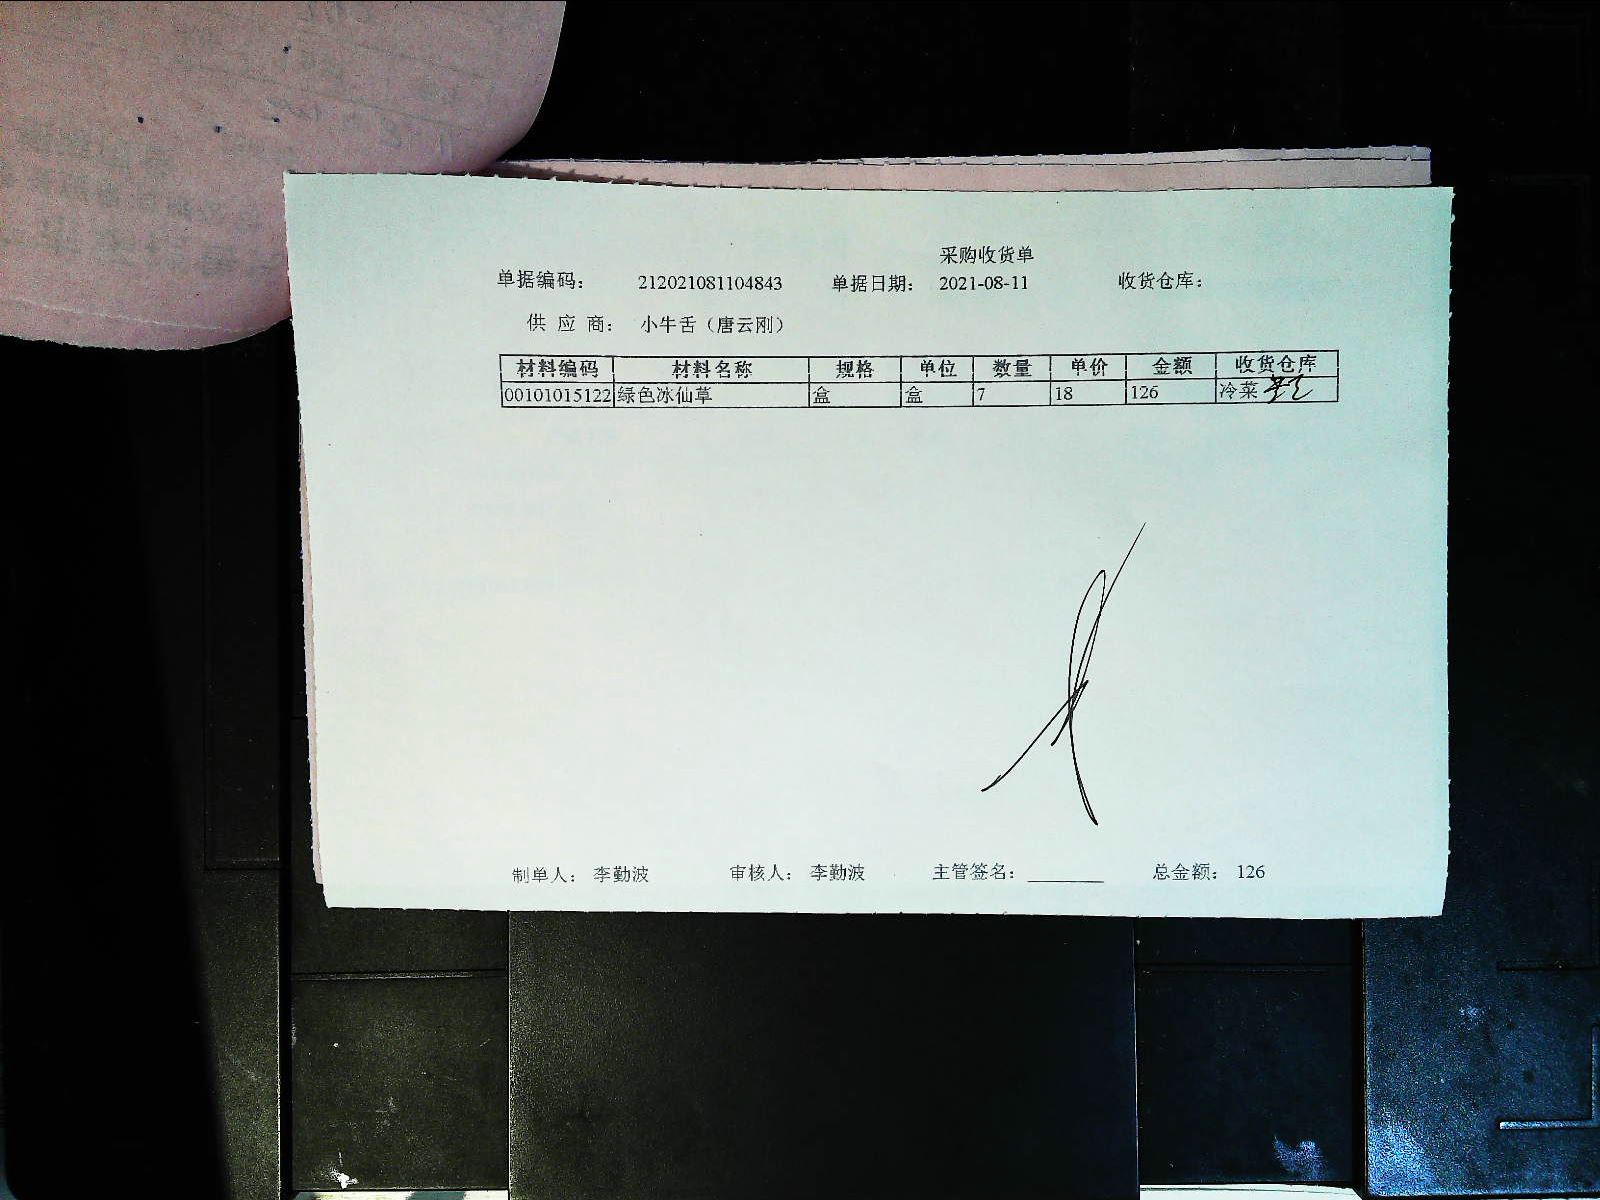 采购收货单
单据编码: 212021081104843 单据日期: 2021-08-11 收货仓库:
供 应 商: 小牛舌（唐云刚）
材料编码 材料名称 规格 单位 数量 单价 金额 收货仓库
00101015122 绿色冰仙草 盒 盒 7 18 126 冷菜
制单人: 李勤波 审核人: 李勤波 主管签名: 总金额: 126